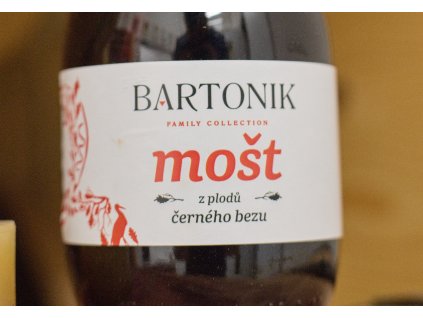 BARTONIK
FAMILY COLLECTION
mošt
z plodů
černého bezu